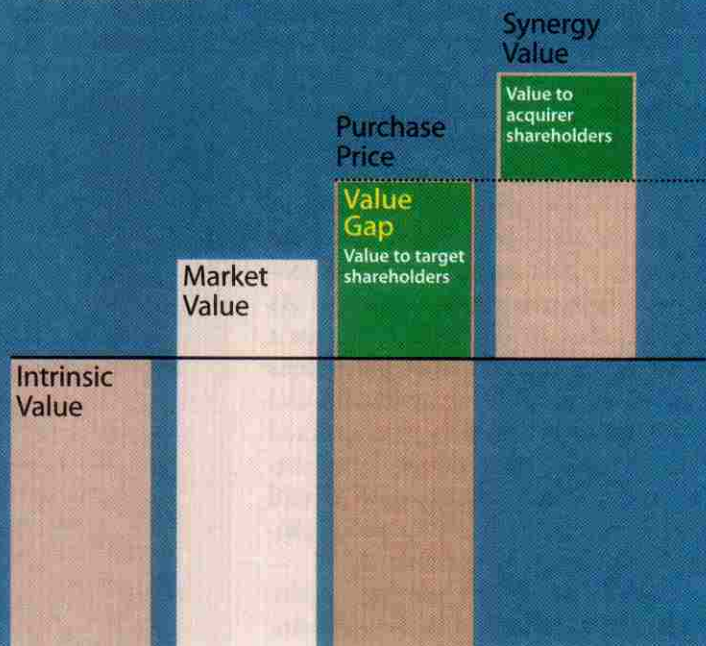 Synergy
Value
Value to
acquirer
shareholders
Purchase
Price
Value
Gap
Value to target
shareholders
Market
Value
Intrinsic
Value